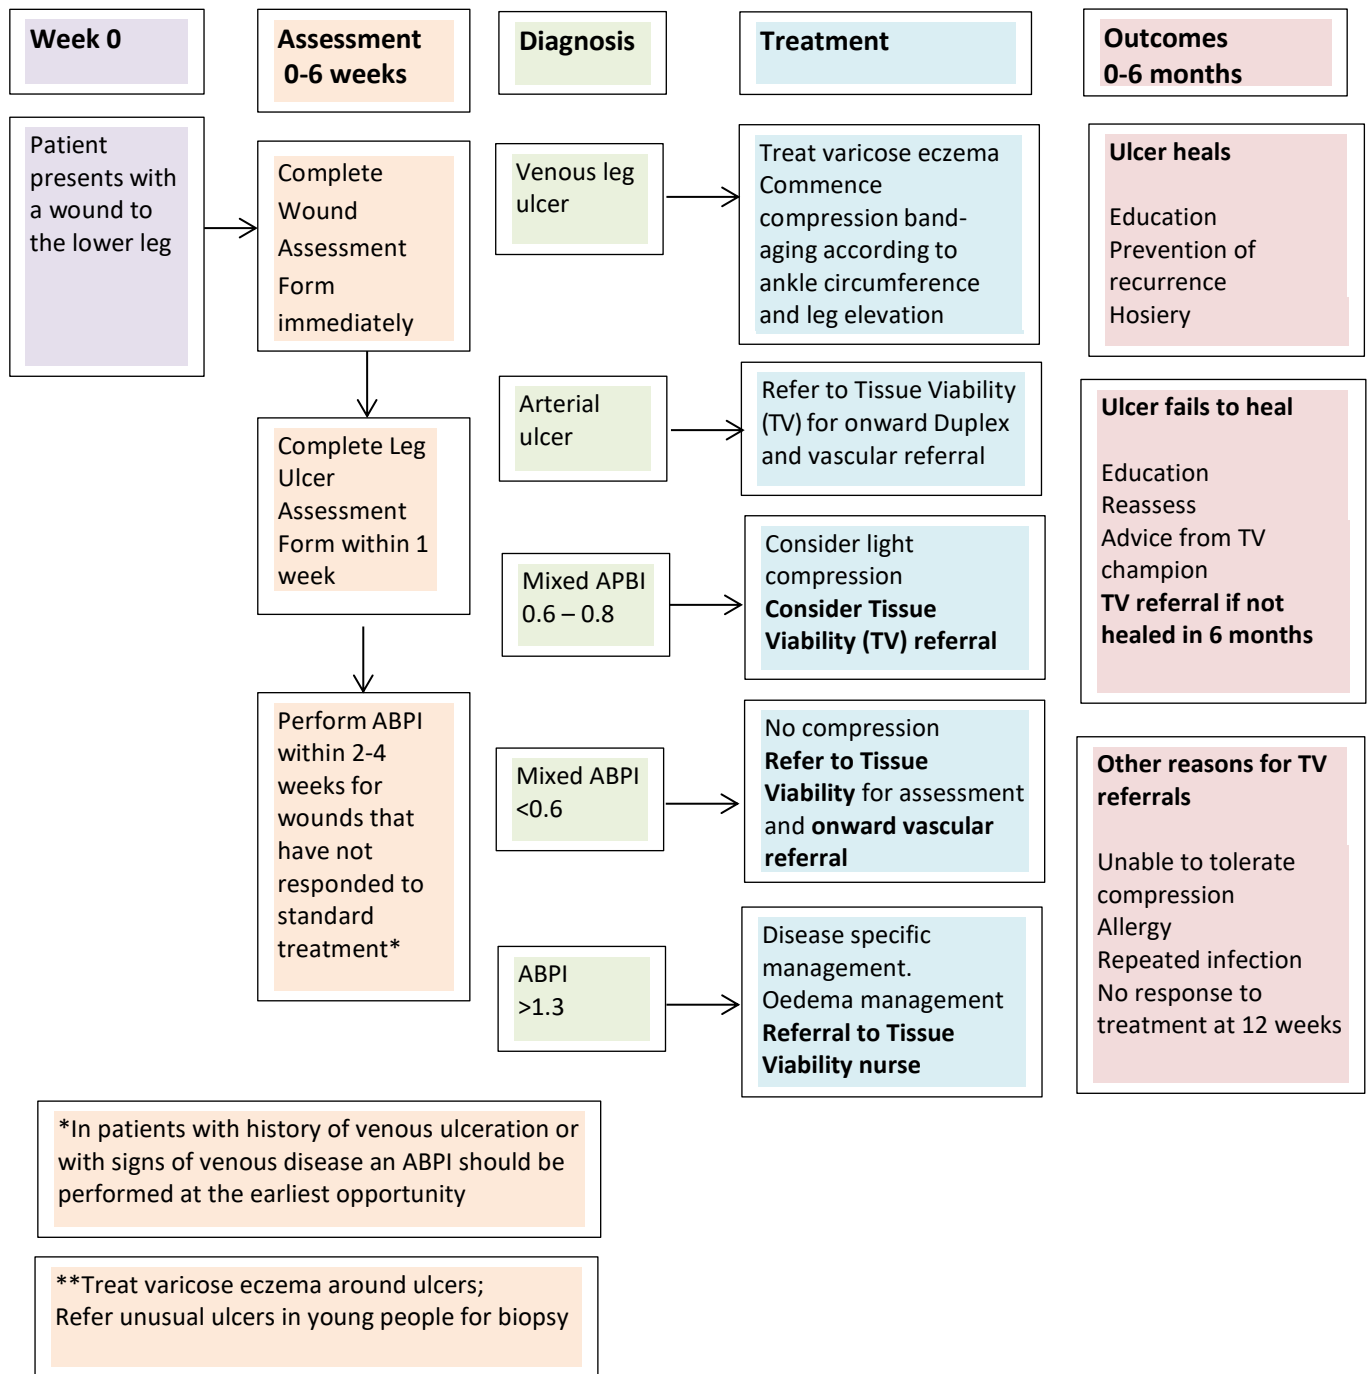 Week 0
Assessment
0-6 weeks
Diagnosis
Treatment
Outcomes
0-6 months
Patient
presents with
a wound to
the lower leg
Complete
Wound
Assessment
Form
immediately
Complete Leg
Ulcer
Assessment
Form within 1
week
Perform ABPI
within 2-4
weeks for
wounds that
have not
responded to
standard
treatment*
Venous leg
ulcer
Arterial
ulcer
Mixed APBI
0.6 – 0.8
Mixed ABPI
<0.6
ABPI
>1.3
Treat varicose eczema
Commence
compression band-
aging according to
ankle circumference
and leg elevation
Refer to Tissue Viability
(TV) for onward Duplex
and vascular referral
Consider light
compression
Consider Tissue
Viability (TV) referral
No compression
Refer to Tissue
Viability for assessment
and onward vascular
referral
Disease specific
management.
Oedema management
Referral to Tissue
Viability nurse
Ulcer heals
Education
Prevention of
recurrence
Hosiery
Ulcer fails to heal
Education
Reassess
Advice from TV
champion
TV referral if not
healed in 6 months
Other reasons for TV
referrals
Unable to tolerate
compression
Allergy
Repeated infection
No response to
treatment at 12 weeks
*In patients with history of venous ulceration or
with signs of venous disease an ABPI should be
performed at the earliest opportunity
**Treat varicose eczema around ulcers;
Refer unusual ulcers in young people for biopsy